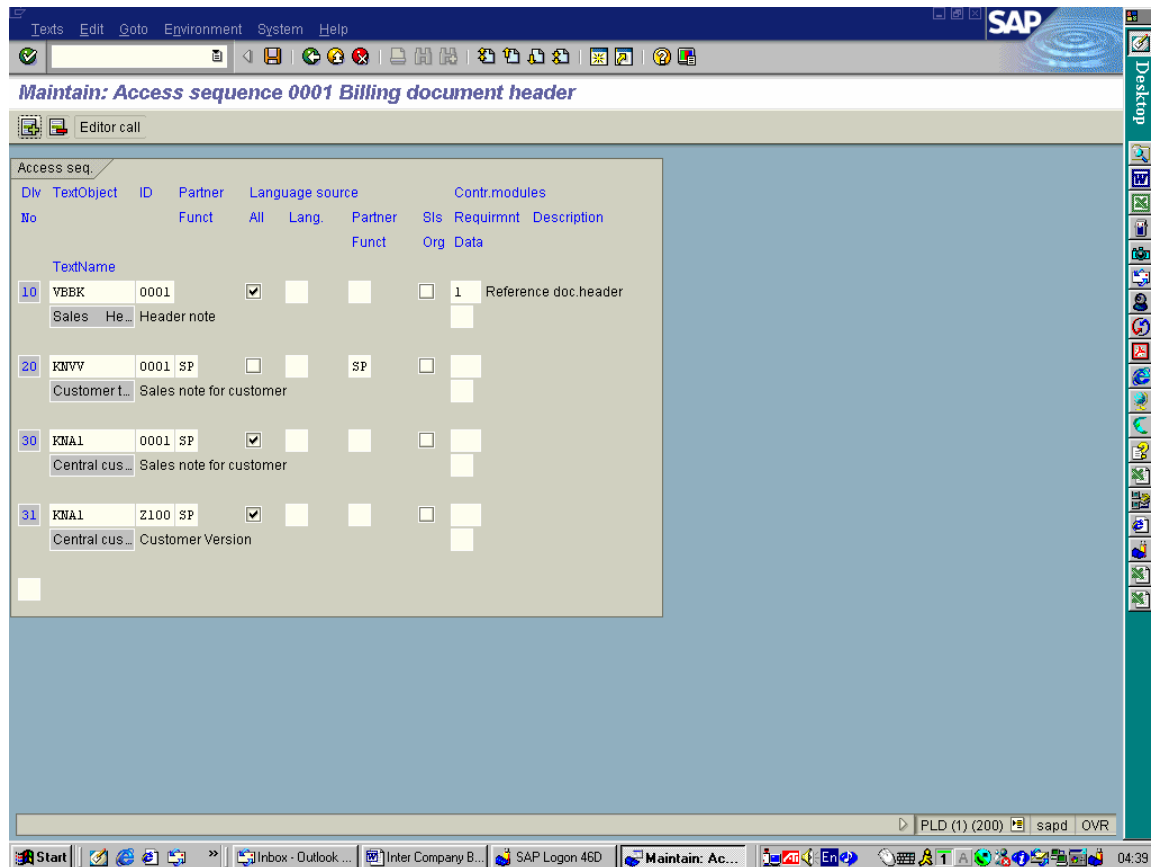 Texts Edit Goto Environment System Help
SAP
Maintain: Access sequence 0001 Billing document header
Editor call
Access seq.
Dlv TextObject ID Partner Language source Contr.modules
No Funct All Lang. Partner Sls Requirmnt Description
Funct Org Data
TextName
10 VBBK 0001 1 Reference doc.header
Sales He... Header note
20 KNVV 0001 SP SP
Customer t... Sales note for customer
30 KNA1 0001 SP
Central cus... Sales note for customer
31 KNA1 Z100 SP
Central cus... Customer Version
Desktop
PLD (1) (200) sapd OVR
Start » Inbox - Outlook ... Inter Company B... SAP Logon 46D Maintain: Ac... En 04:39